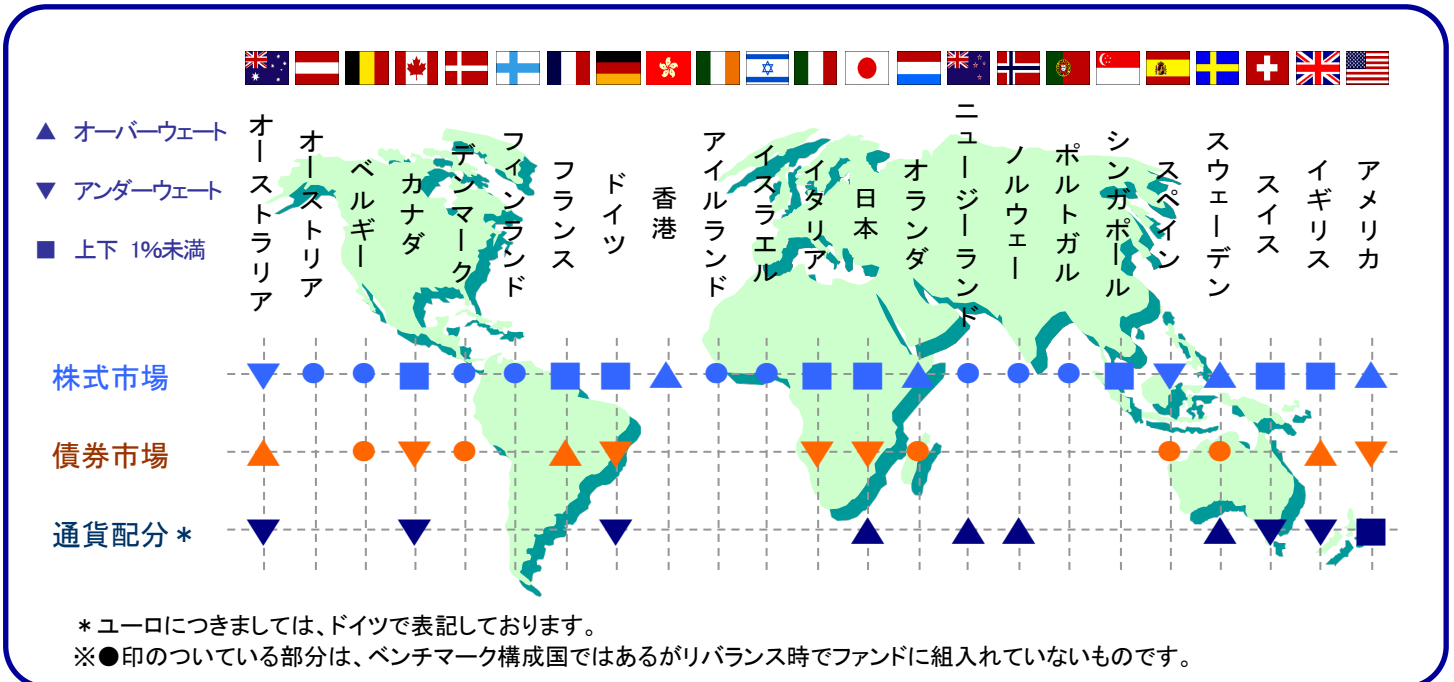 ▲ オーバーウェート
▼ アンダーウェート
■ 上下 1%未満
オーストラリア
オーストリア
ベルギー
カナダ
デンマーク
フィンランド
フランス
ドイツ
香港
アイルランド
イスラエル
イタリア
日本
オランダ
ニュージーランド
ノルウェー
ポルトガル
シンガポール
スペイン
スウェーデン
スイス
イギリス
アメリカ
株式市場
債券市場
通貨配分*
*ユーロにつきましては、ドイツで表記しております。
※●印のついている部分は、ベンチマーク構成国ではあるがリバランス時でファンドに組入れていないものです。